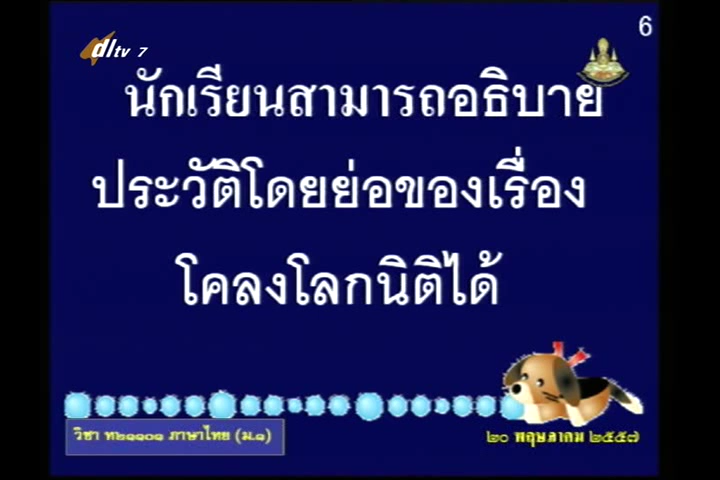 6
dltv 7
นักเรียนสามารถอธิบาย
ประวัติโดยย่อของเรื่อง
โคลงโลกนิติได้
วิชา ท๒๑๑๐๑ ภาษาไทย (ม.๑)
๒๐ พฤษภาคม ๒๕๕๗